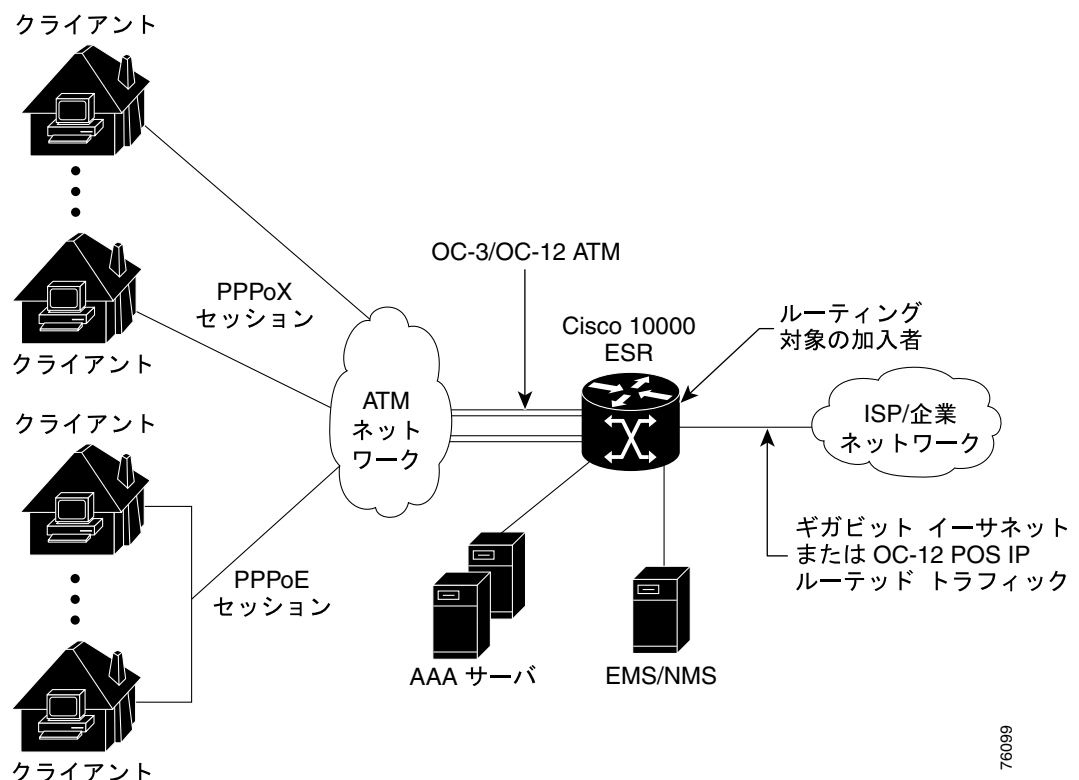 クライアント
クライアント
PPPoX
セッション
クライアント
PPPoE
セッション
クライアント
ATM
ネット
ワーク
OC-3/OC-12 ATM
Cisco 10000
ESR
ルーティング
対象の加入者
ISP/企業
ネットワーク
ギガビット イーサネット
または OC-12 POS IP
ルーテッド トラフィック
AAA サーバ
EMS/NMS
76099